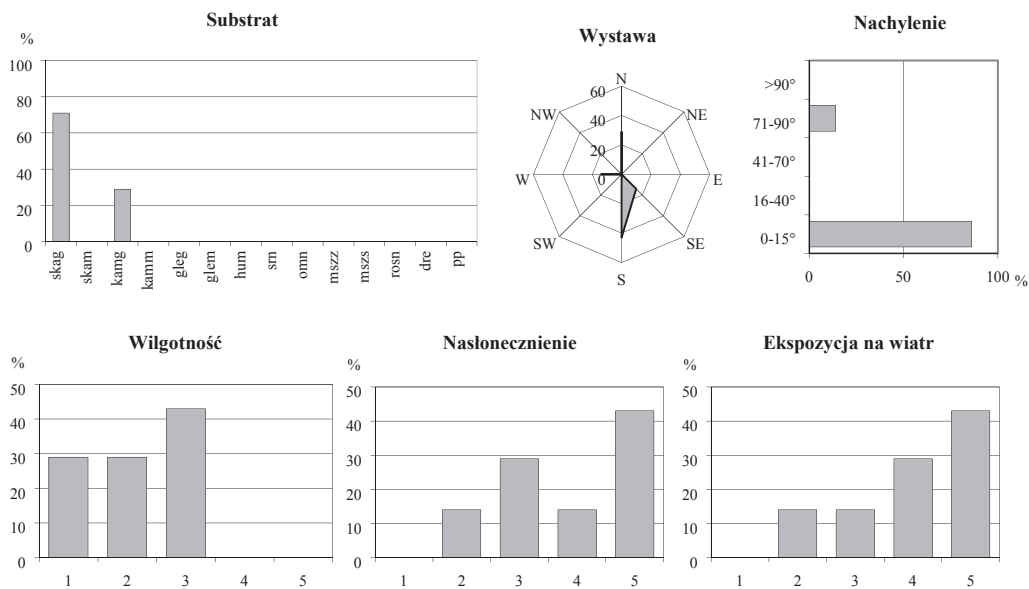 Substrat
%
100
80
60
40
20
0
skag
skam
kamg
kamm
gleg
glem
hum
srn
omn
mszz
mszs
rosn
dre
pp
Wystawa
N
NE
E
SE
S
SW
W
NW
60
40
20
0
Nachylenie
>90°
71-90°
41-70°
16-40°
0-15°
0 50 100 %
Wilgotność
%
50
40
30
20
10
0
1 2 3 4 5
Nasłonecznienie
%
50
40
30
20
10
0
1 2 3 4 5
Ekspozycja na wiatr
%
50
40
30
20
10
0
1 2 3 4 5